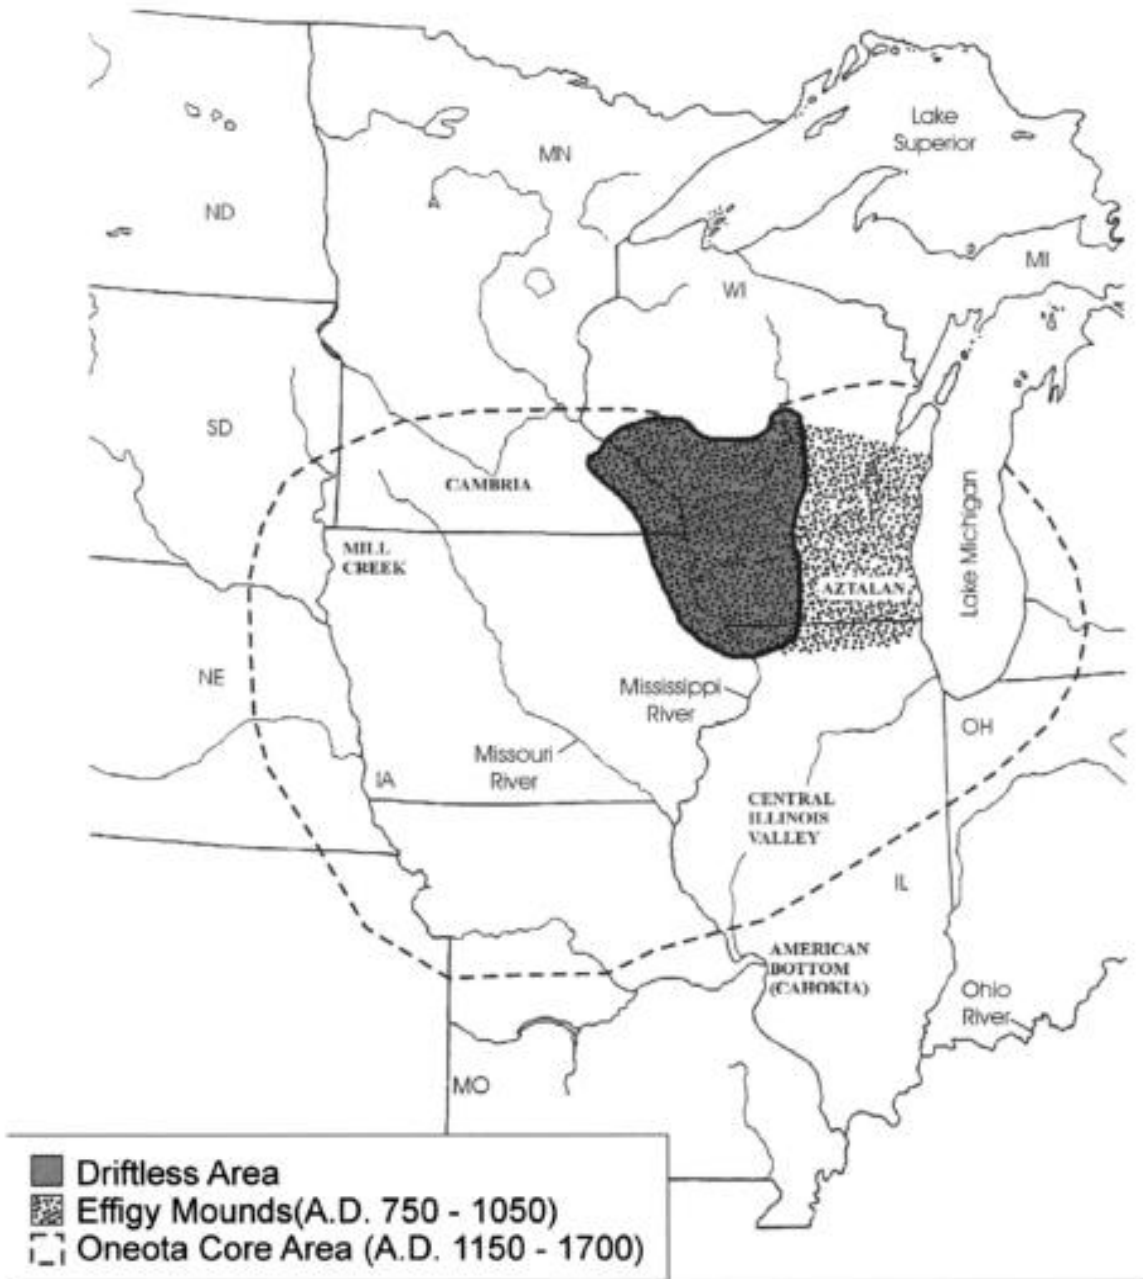 Lake
Superior
MN
ND
MI
WI
SD
CAMBRIA
MILL
CREEK
AZTALAN
Lake Michigan
NE
Mississippi
River
Missouri
River
OH
IA
CENTRAL
ILLINOIS
VALLEY
IL
AMERICAN
BOTTOM
(CAHOKIA)
Ohio
River
MO
Driftless Area
Effigy Mounds(A.D. 750 - 1050)
Oneota Core Area (A.D. 1150 - 1700)